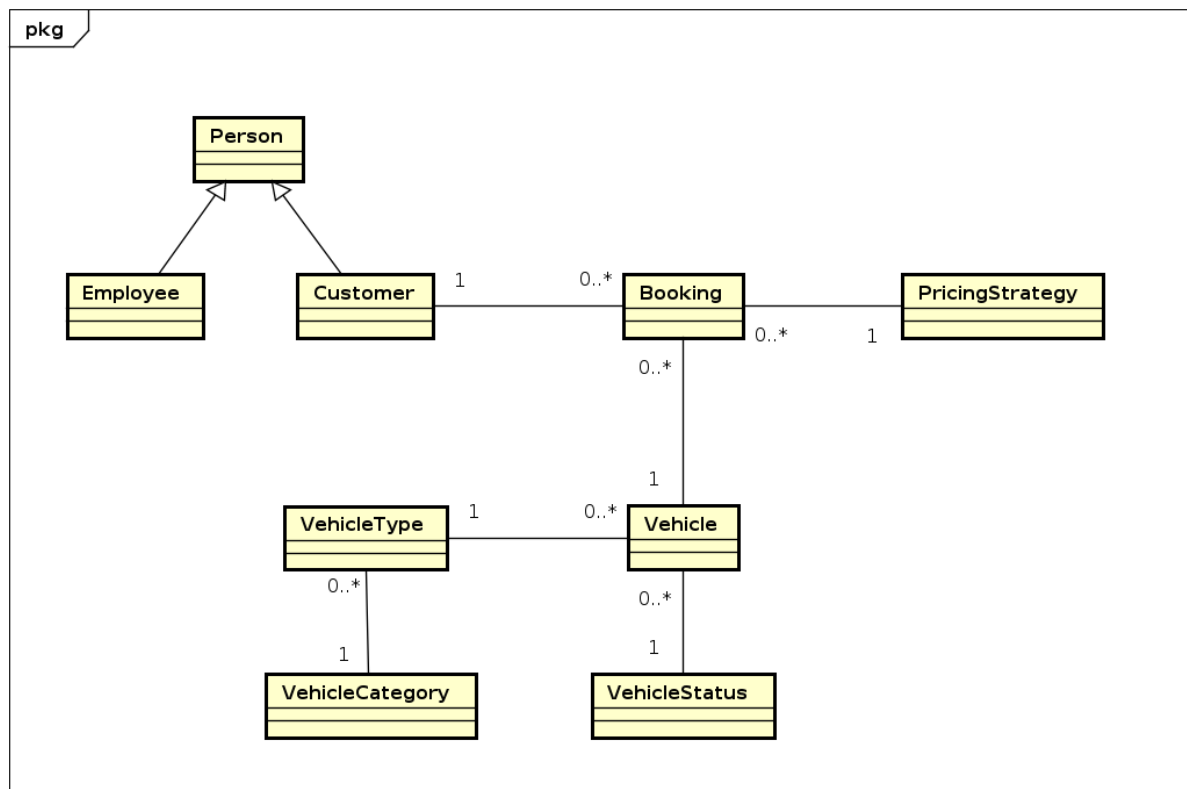 pkg
Person
Employee
Customer
1
0..*
Booking
PricingStrategy
0..*
1
0..*
1
VehicleType
1
0..*
Vehicle
0..*
1
0..*
1
VehicleCategory
VehicleStatus